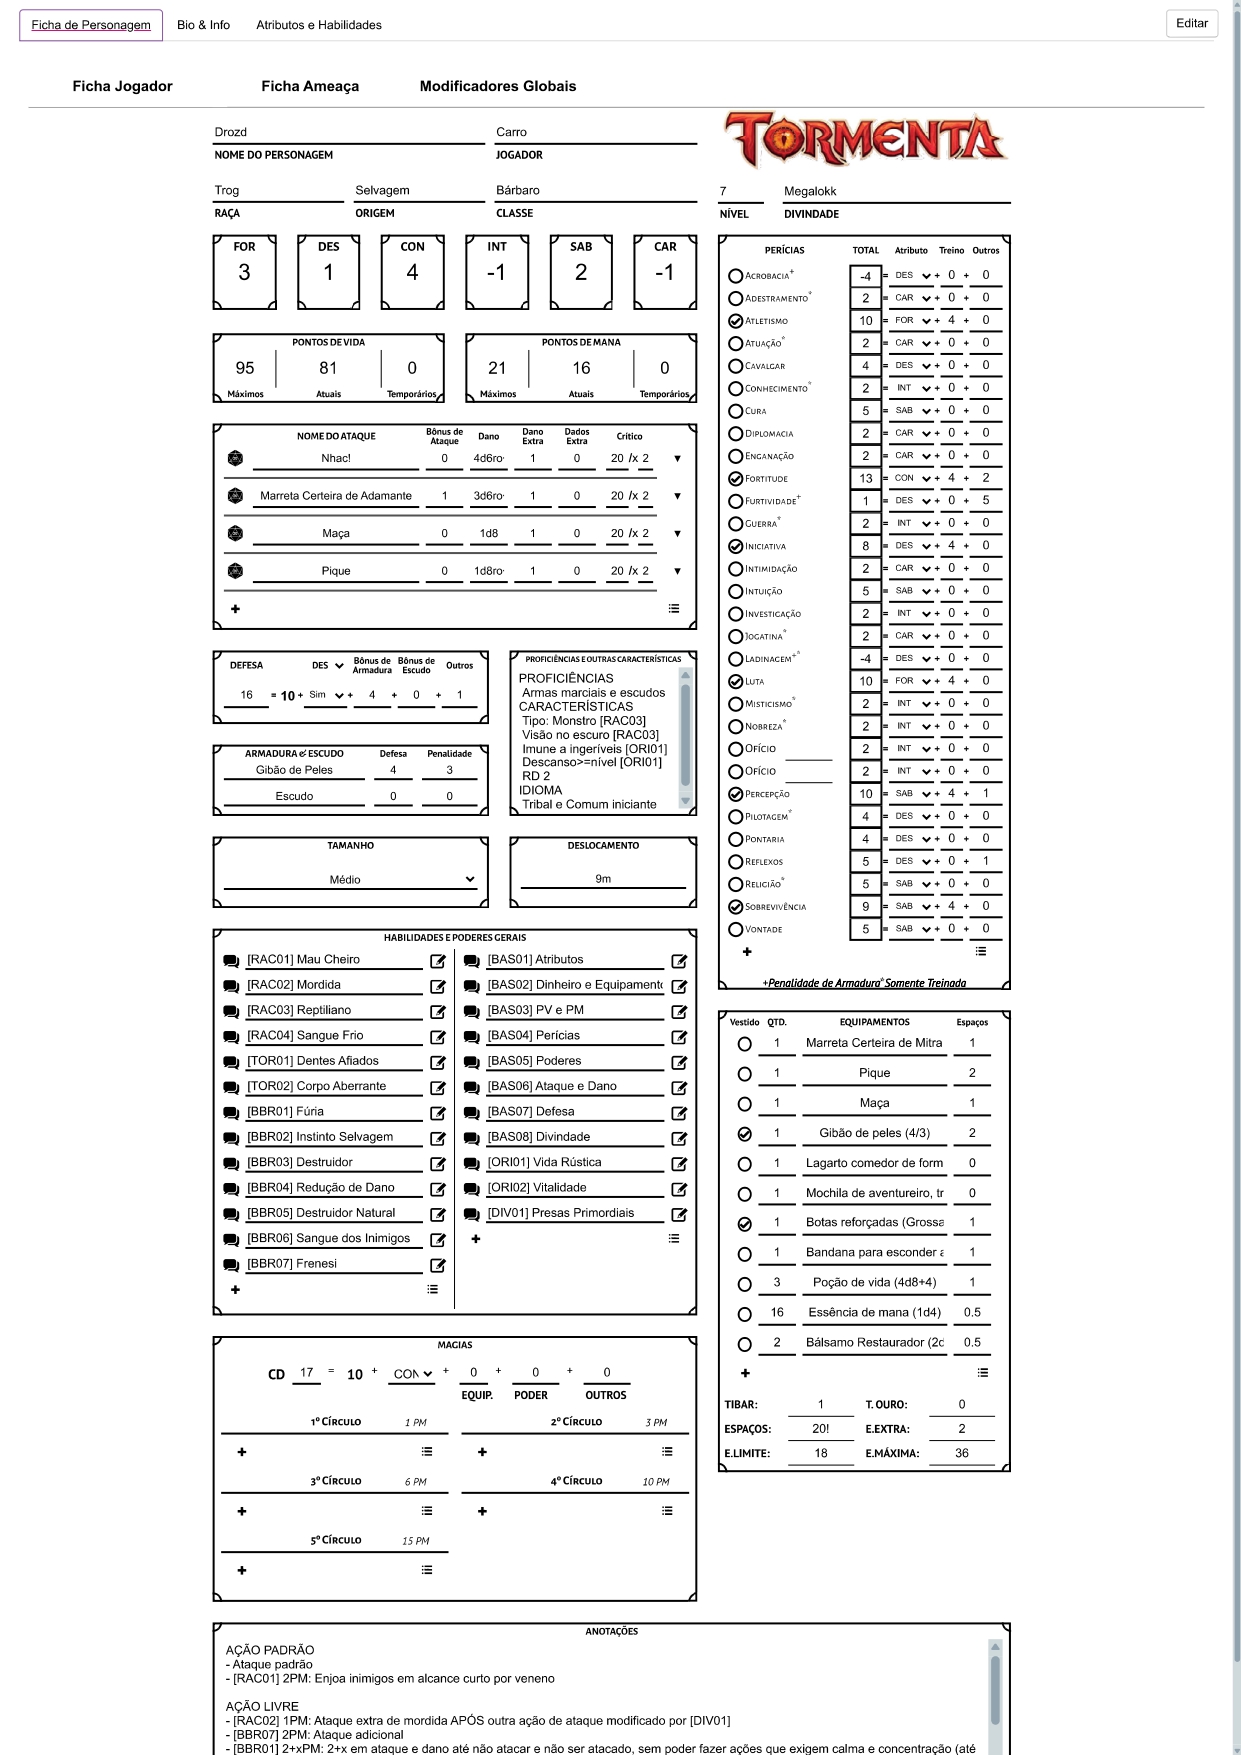 Ficha de Personagem Bio & Info Atributos e Habilidades Editar
Ficha Jogador Ficha Ameaça Modificadores Globais
TORMENTA
Drozd Carro
NOME DO PERSONAGEM JOGADOR
Trog Selvagem Bárbaro 7 Megalokk
RAÇA ORIGEM CLASSE NÍVEL DIVINDADE
FOR DES CON INT SAB CAR
3 1 4 -1 2 -1
PONTOS DE VIDA
95 81 0
Máximos Atuais Temporários
PONTOS DE MANA
21 16 0
Máximos Atuais Temporários
NOME DO ATAQUE Bônus de Ataque Dano Dano Extra Dados Extra Crítico
Nhac! 0 4d6ro 1 0 20 /x 2 ▼
Marreta Certeira de Adamante 1 3d6ro 1 0 20 /x 2 ▼
Maça 0 1d8 1 0 20 /x 2 ▼
Pique 0 1d8ro 1 0 20 /x 2 ▼
+
DEFESA DES Bônus de Armadura Bônus de Escudo Outros
16 = 10 + Sim + 4 + 0 + 1
ARMADURA & ESCUDO Defesa Penalidade
Gibão de Peles 4 3
Escudo 0 0
PROFICIÊNCIAS E OUTRAS CARACTERÍSTICAS
PROFICIÊNCIAS
Armas marciais e escudos
CARACTERÍSTICAS
Tipo: Monstro [RAC03]
Visão no escuro [RAC03]
Imune a ingeríveis [ORI01]
Descanso>=nível [ORI01]
RD 2
IDIOMA
Tribal e Comum iniciante
TAMANHO
Médio
DESLOCAMENTO
9m
HABILIDADES E PODERES GERAIS
[RAC01] Mau Cheiro
[RAC02] Mordida
[RAC03] Reptiliano
[RAC04] Sangue Frio
[TOR01] Dentes Afiados
[TOR02] Corpo Aberrante
[BBR01] Fúria
[BBR02] Instinto Selvagem
[BBR03] Destruidor
[BBR04] Redução de Dano
[BBR05] Destruidor Natural
[BBR06] Sangue dos Inimigos
[BBR07] Frenesi
+
[BAS01] Atributos
[BAS02] Dinheiro e Equipament
[BAS03] PV e PM
[BAS04] Perícias
[BAS05] Poderes
[BAS06] Ataque e Dano
[BAS07] Defesa
[BAS08] Divindade
[ORI01] Vida Rústica
[ORI02] Vitalidade
[DIV01] Presas Primordiais
+
MAGIAS
CD 17 = 10 + CON + 0 + 0 + 0
EQUIP. PODER OUTROS
1º CÍRCULO 1 PM 2º CÍRCULO 3 PM
+ +
3º CÍRCULO 6 PM 4º CÍRCULO 10 PM
+ +
5º CÍRCULO 15 PM
+
PERÍCIAS TOTAL Atributo Treino Outros
ACROBACIA+ -4 = DES + 0 + 0
ADESTRAMENTO* 2 = CAR + 0 + 0
ATLETISMO 10 = FOR + 4 + 0
ATUAÇÃO* 2 = CAR + 0 + 0
CAVALGAR 4 = DES + 0 + 0
CONHECIMENTO* 2 = INT + 0 + 0
CURA 5 = SAB + 0 + 0
DIPLOMACIA 2 = CAR + 0 + 0
ENGANAÇÃO 2 = CAR + 0 + 0
FORTITUDE 13 = CON + 4 + 2
FURTIVIDADE+ 1 = DES + 0 + 5
GUERRA* 2 = INT + 0 + 0
INICIATIVA 8 = DES + 4 + 0
INTIMIDAÇÃO 2 = CAR + 0 + 0
INTUIÇÃO 5 = SAB + 0 + 0
INVESTIGAÇÃO 2 = INT + 0 + 0
JOGATINA* 2 = CAR + 0 + 0
LADINAGEM+* -4 = DES + 0 + 0
LUTA 10 = FOR + 4 + 0
MISTICISMO* 2 = INT + 0 + 0
NOBREZA* 2 = INT + 0 + 0
OFÍCIO 2 = INT + 0 + 0
OFÍCIO 2 = INT + 0 + 0
PERCEPÇÃO 10 = SAB + 4 + 1
PILOTAGEM* 4 = DES + 0 + 0
PONTARIA 4 = DES + 0 + 0
REFLEXOS 5 = DES + 0 + 1
RELIGIÃO* 5 = SAB + 0 + 0
SOBREVIVÊNCIA 9 = SAB + 4 + 0
VONTADE 5 = SAB + 0 + 0
+
+Penalidade de Armadura *Somente Treinada
Vestido QTD. EQUIPAMENTOS Espaços
1 Marreta Certeira de Mitra 1
1 Pique 2
1 Maça 1
1 Gibão de peles (4/3) 2
1 Lagarto comedor de form 0
1 Mochila de aventureiro, tr 0
1 Botas reforçadas (Grossa 1
1 Bandana para esconder a 1
3 Poção de vida (4d8+4) 1
16 Essência de mana (1d4) 0.5
2 Bálsamo Restaurador (2d 0.5
+
TIBAR: 1 T. OURO: 0
ESPAÇOS: 20! E.EXTRA: 2
E.LIMITE: 18 E.MÁXIMA: 36
ANOTAÇÕES
AÇÃO PADRÃO
- Ataque padrão
- [RAC01] 2PM: Enjoa inimigos em alcance curto por veneno
AÇÃO LIVRE
- [RAC02] 1PM: Ataque extra de mordida APÓS outra ação de ataque modificado por [DIV01]
- [BBR07] 2PM: Ataque adicional
- [BBR01] 2+xPM: 2+x em ataque e dano até não atacar e não ser atacado, sem poder fazer ações que exigem calma e concentração (até